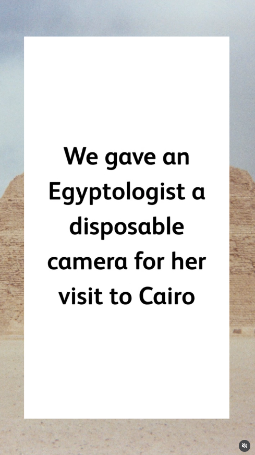 We gave an
Egyptologist a
disposable
camera for her
visit to Cairo